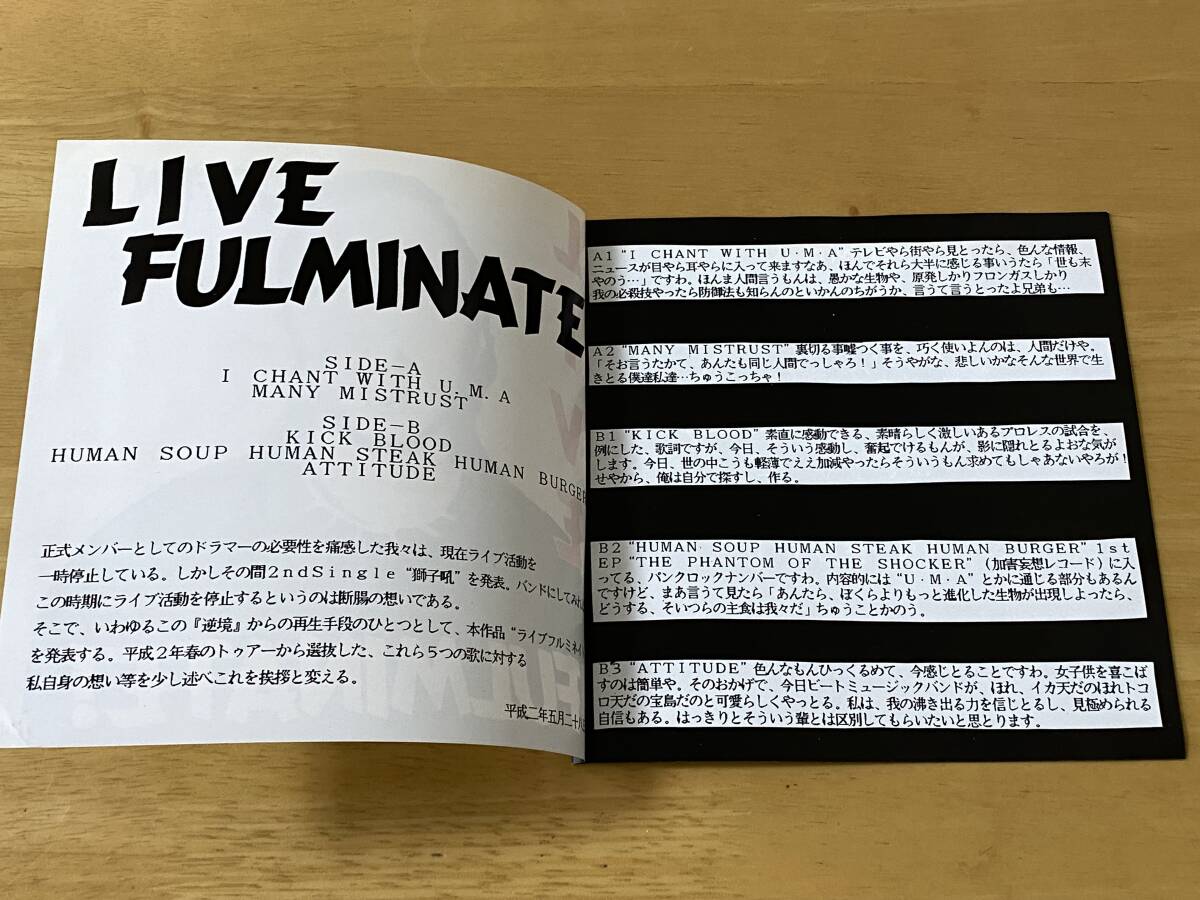 LIVE
FULMINATE
SIDE-A
I CHANT WITH U.M.A
MANY MISTRUST
SIDE-B
KICK BLOOD
HUMAN SOUP HUMAN STEAK HUMAN BURGER
ATTITUDE
正式メンバーとしてのドラマーの必要性を痛感した我々は、現在ライブ活動を
一時停止している。しかしその間2ndSingle“獅子吼”を発表。バンドにしてみれば
この時期にライブ活動を停止するというのは断腸の想いである。
そこで、いわゆるこの『逆境』からの再生手段のひとつとして、本作品“ライブフルミネイ
を発表する。平成2年春のトゥアーから選抜した、これら5つの歌に対する
私自身の想い等を少し述べこれを挨拶と変える。
平成二年五月二十八
A1“I CHANT WITH U・M・A”テレビやら街やら見とったら、色んな情報、
ニュースが目やら耳やらに入って来ますなあ、ほんでそれら大半に感じる事いうたら「世も末
やのう…」ですわ。ほんま人間言うもんは、愚かな生物や、原発しかりフロンガスしかり
我の必殺技やったら防御法も知らんのといかんのちがうか、言うて言うとったよ兄弟も…
A2“MANY MISTRUST”裏切る事嘘つく事を、巧く使いよんのは、人間だけや。
「そお言うたかて、あんたも同じ人間でっしゃろ!」そうやがな、悲しいかなそんな世界で生
きとる僕達私達…ちゅうこっちゃ!
B1“KICK BLOOD”素直に感動できる、素晴らしく激しいあるプロレスの試合を、
例にした、歌詞ですが、今日、そういう感動し、奮起でけるもんが、影に隠れとるよおな気が
します。今日、世の中こうも軽薄でええ加減やったらそういうもん求めてもしゃあないやろが!
せやから、俺は自分で探すし、作る。
B2“HUMAN SOUP HUMAN STEAK HUMAN BURGER”1st
EP“THE PHANTOM OF THE SHOCKER”(加害妄想レコード)に入
ってる、パンクロックナンバーですわ。内容的には“U・M・A”とかに通じる部分もあるん
ですけど、まあ言うて見たら「あんたら、ぼくらよりもっと進化した生物が出現しよったら、
どうする、そいつらの主食は我々だ」ちゅうことかのう。
B3“ATTITUDE”色んなもんひっくるめて、今感じとることですわ。女子供を喜こば
すのは簡単や。そのおかげで、今日ビートミュージックバンドが、ほれ、イカ天だのほれトコ
ロ天だの宝島だのと可愛らしくやっとる。私は、我の沸き出る力を信じとるし、見極められる
自信もある。はっきりとそういう輩とは区別してもらいたいと思とります。